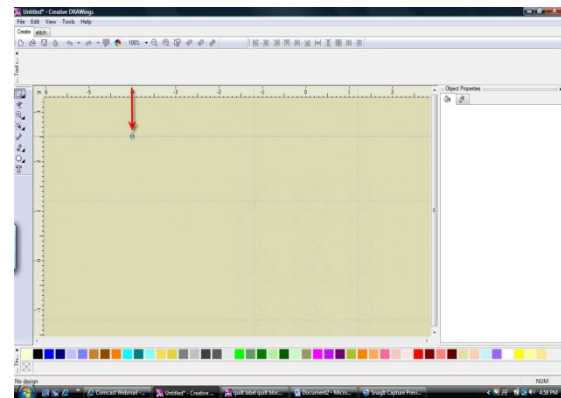 Untitled* - Creative DRAWings
File Edit View Tools Help
Create Stitch
100%
Object Properties
No design
NUM
Comcast Webmail -...
Untitled* - Creative ...
quilt label quilt bloc...
Document2 - Micro...
SnagIt Capture Previ...
4:58 PM